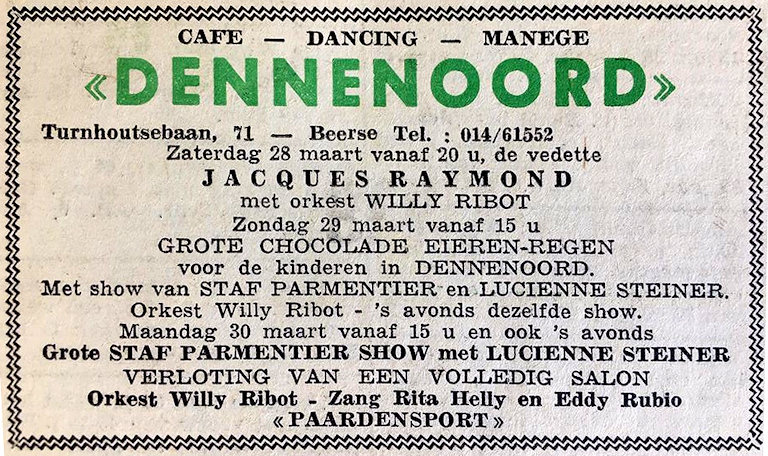 CAFE — DANCING — MANEGE
«DENNENOORD»
Turnhoutsebaan, 71 — Beerse Tel. : 014/61552
Zaterdag 28 maart vanaf 20 u, de vedette
JACQUES RAYMOND
met orkest WILLY RIBOT
Zondag 29 maart vanaf 15 u
GROTE CHOCOLADE EIEREN-REGEN
voor de kinderen in DENNENOORD.
Met show van STAF PARMENTIER en LUCIENNE STEINER.
Orkest Willy Ribot - 's avonds dezelfde show.
Maandag 30 maart vanaf 15 u en ook 's avonds
Grote STAF PARMENTIER SHOW met LUCIENNE STEINER
VERLOTING VAN EEN VOLLEDIG SALON
Orkest Willy Ribot - Zang Rita Helly en Eddy Rubio
« PAARDENSPORT »